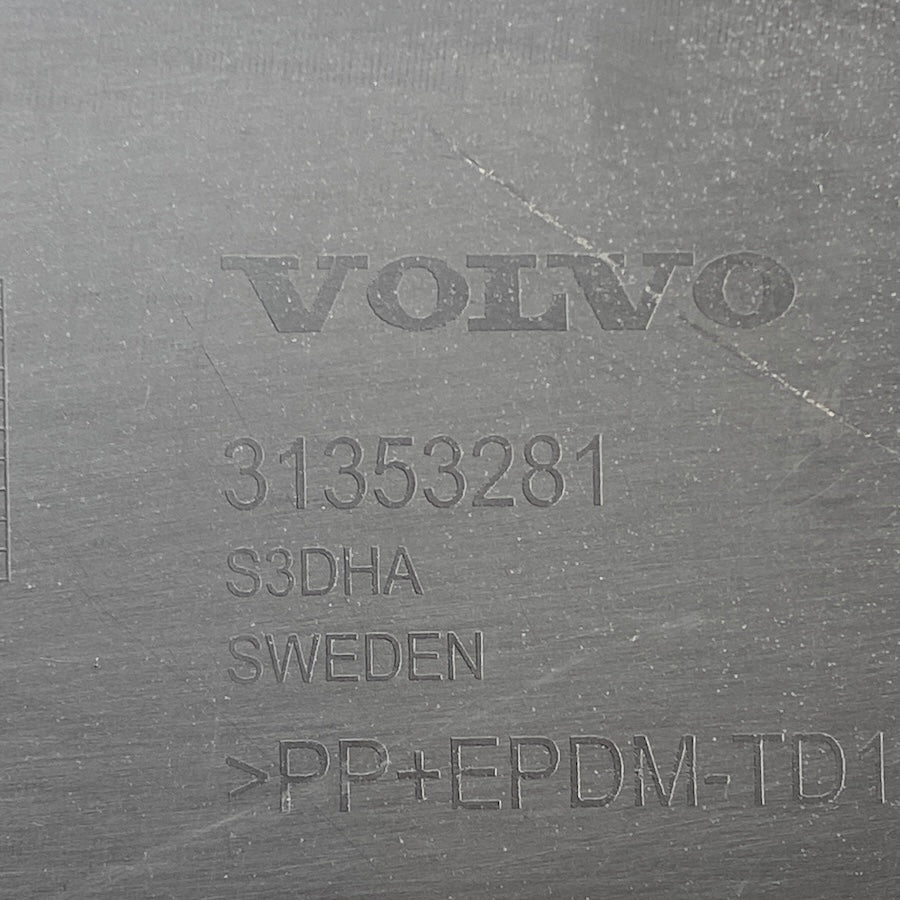 VOLVO
31353281
S3DHA
SWEDEN
>PP+EPDM-TD1